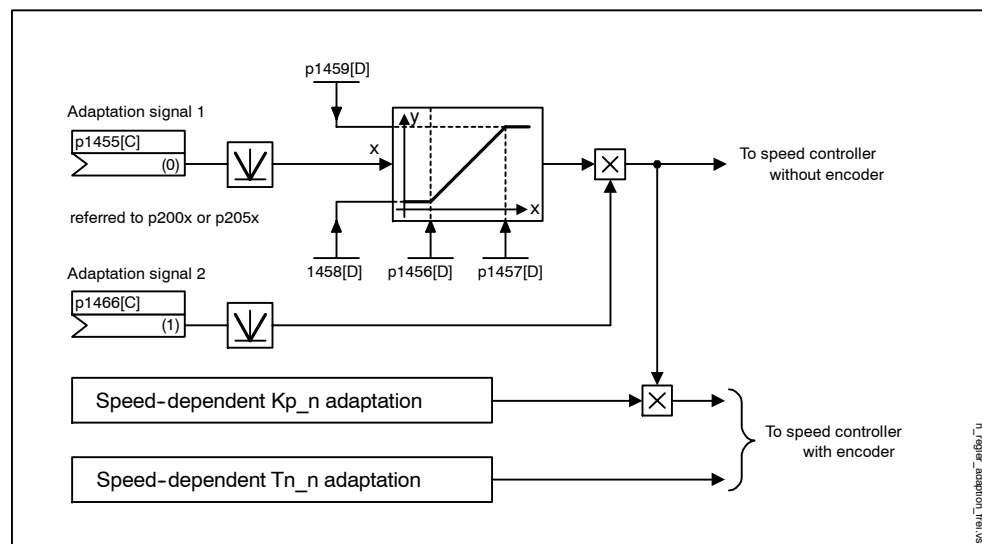 p1459[D]
Adaptation signal 1
p1455[C]
(0)
x
y
x
To speed controller
without encoder
referred to p200x or p205x
1458[D]
p1456[D]
p1457[D]
Adaptation signal 2
p1466[C]
(1)
Speed-dependent Kp_n adaptation
To speed controller
with encoder
Speed-dependent Tn_n adaptation
n_regler_adaption_frei.vs